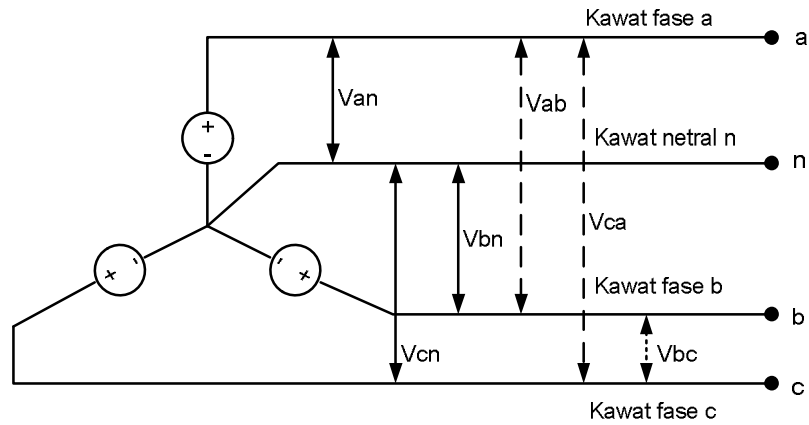 Kawat fase a
a
Van
Vab
+
-
Kawat netral n
n
Vbn
Vca
+ -
- +
Kawat fase b
b
Vcn
Vbc
c
Kawat fase c